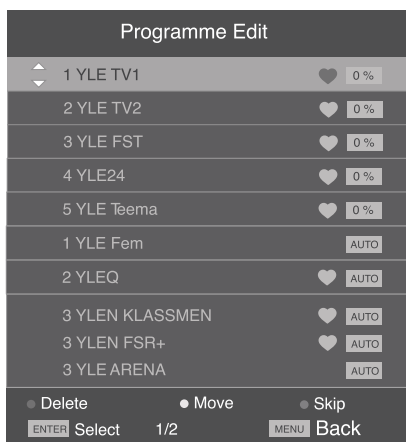 Programme Edit
1 YLE TV1 0 %
2 YLE TV2 0 %
3 YLE FST 0 %
4 YLE24 0 %
5 YLE Teema 0 %
1 YLE Fem AUTO
2 YLEQ AUTO
3 YLEN KLASSMEN AUTO
3 YLEN FSR+ AUTO
3 YLE ARENA AUTO
Delete Move Skip
ENTER Select 1/2 MENU Back